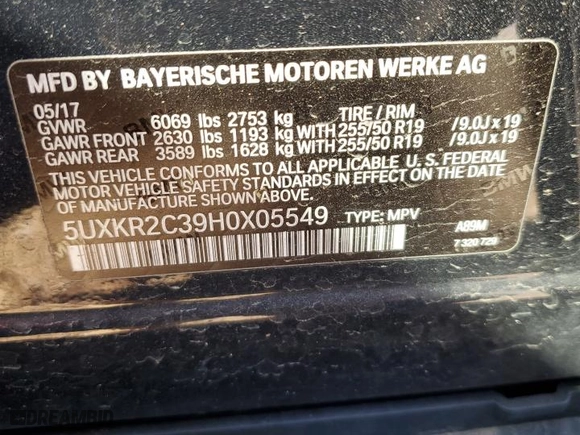 MFD BY BAYERISCHE MOTOREN WERKE AG
05/17 TIRE / RIM
GVWR 6069 lbs 2753 kg
GAWR FRONT 2630 lbs 1193 kg WITH 255/50 R19 /9.0J x 19
GAWR REAR 3589 lbs 1628 kg WITH 255/50 R19 /9.0J x 19
THIS VEHICLE CONFORMS TO ALL APPLICABLE U. S. FEDERAL
MOTOR VEHICLE SAFETY STANDARDS IN EFFECT ON THE DATE
OF MANUFACTURE SHOWN ABOVE.
5UXKR2C39H0X05549 TYPE: MPV A89M
7 320 726
DREAMBID